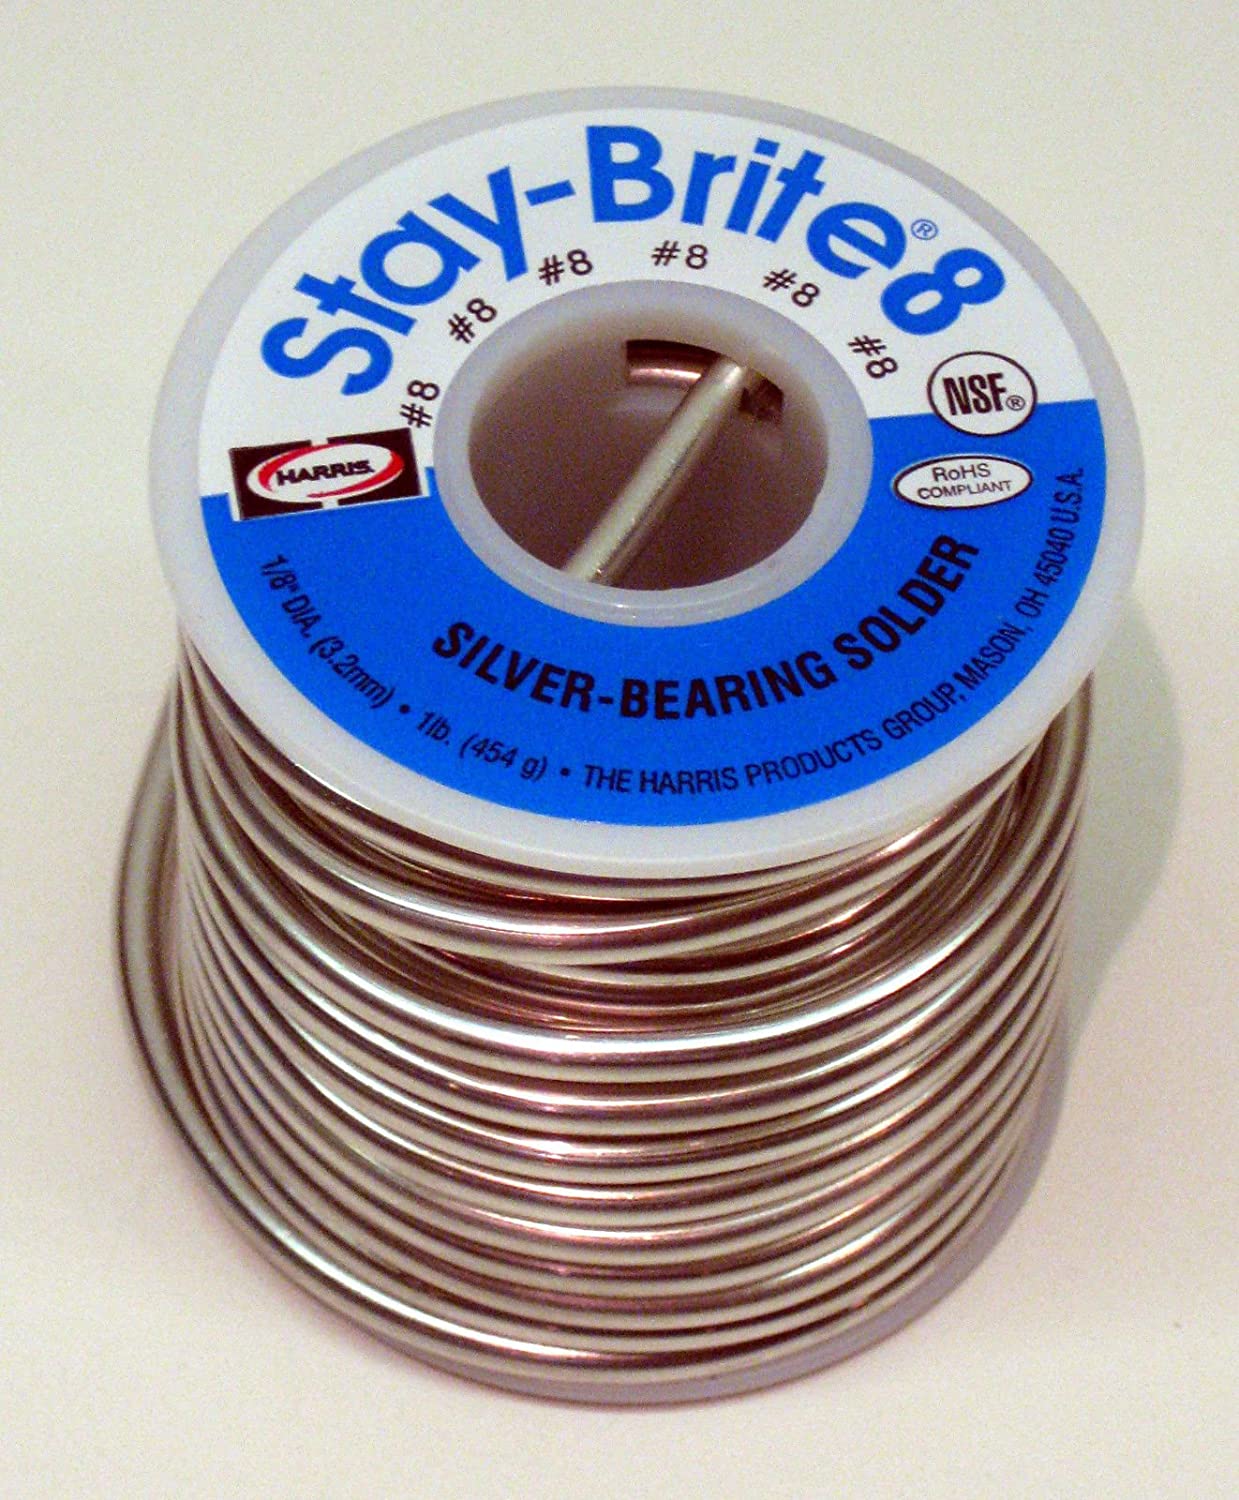 Stay-Brite® 8
#8 #8 #8 #8 #8 #8
HARRIS
NSF®
RoHS
COMPLIANT
SILVER-BEARING SOLDER
1/8" DIA. (3.2mm) • 1lb. (454 g) • THE HARRIS PRODUCTS GROUP, MASON, OH 45040 U.S.A.